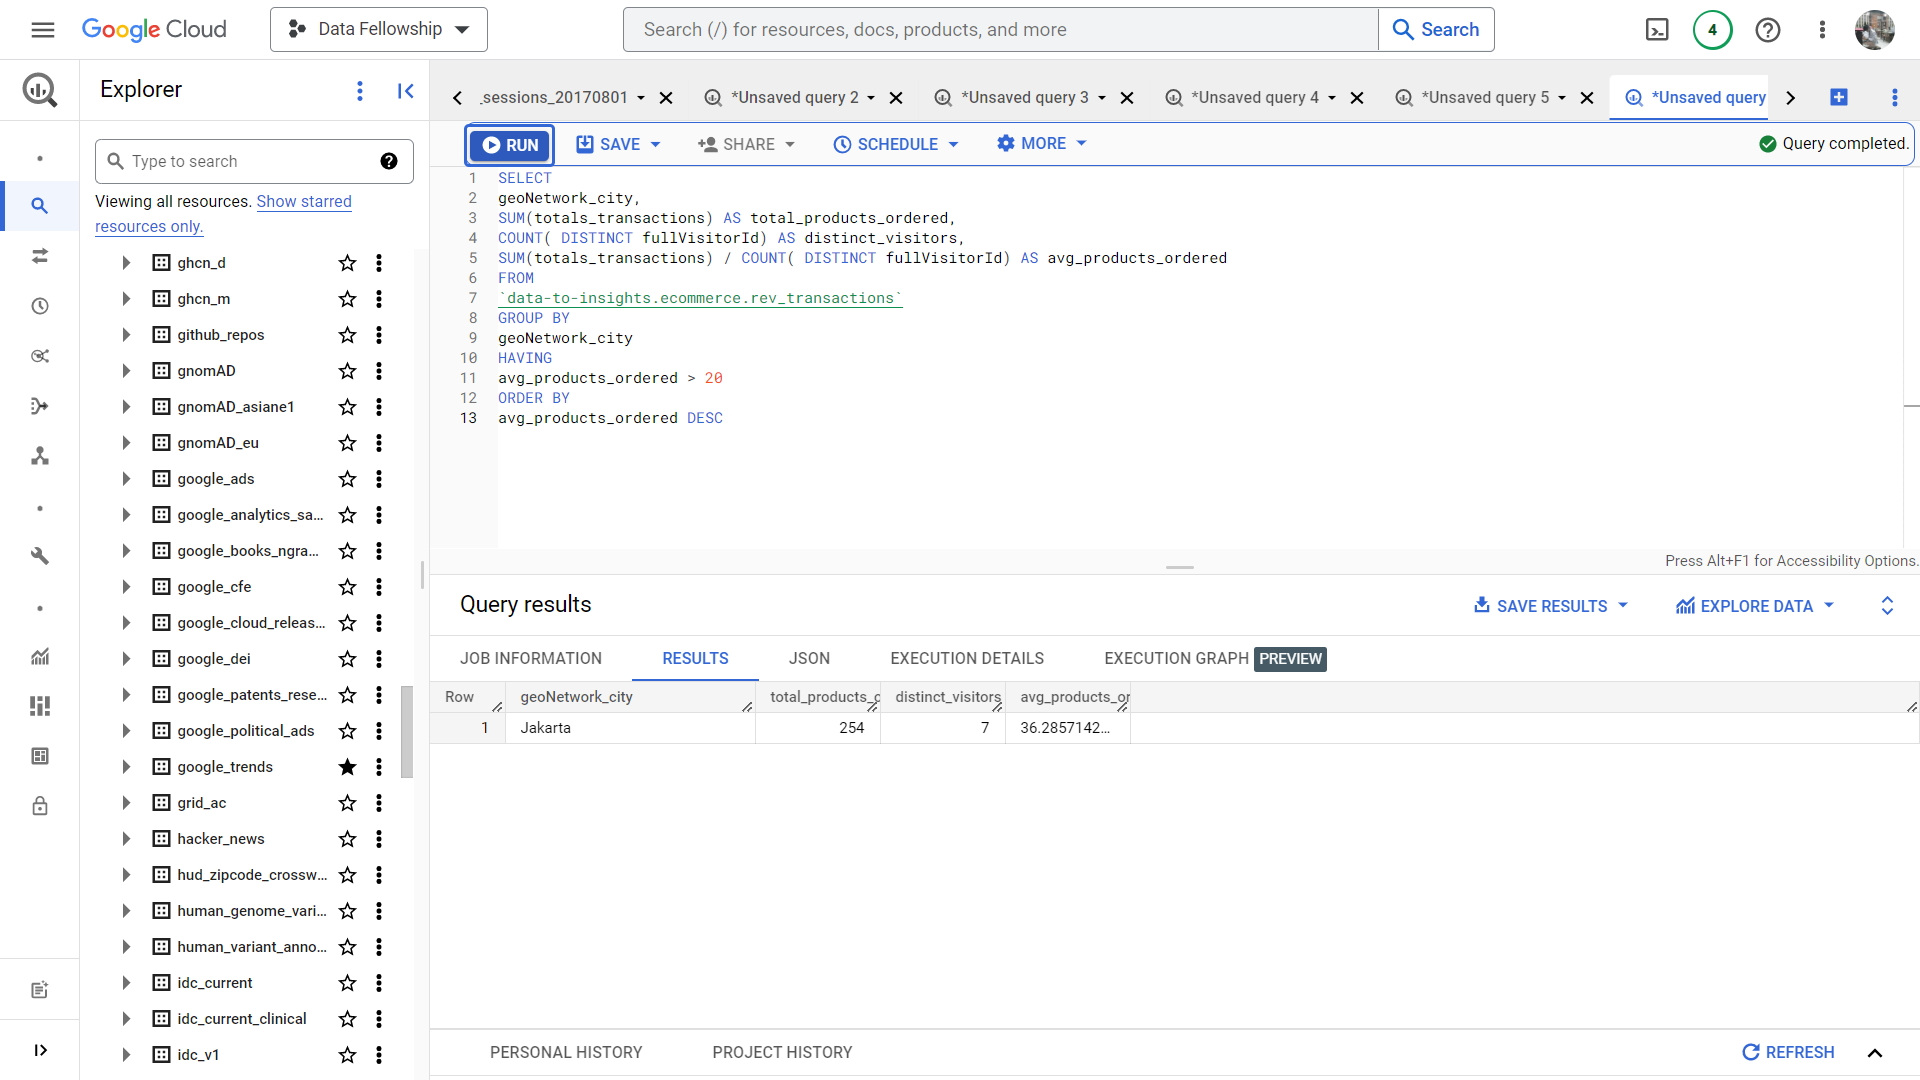 Google Cloud
Data Fellowship
Search (/) for resources, docs, products, and more
Search
4
Explorer
_sessions_20170801
*Unsaved query 2
*Unsaved query 3
*Unsaved query 4
*Unsaved query 5
*Unsaved query
Type to search
Viewing all resources. Show starred
resources only.
ghcn_d
ghcn_m
github_repos
gnomAD
gnomAD_asiane1
gnomAD_eu
google_ads
google_analytics_sa...
google_books_ngra...
google_cfe
google_cloud_releas...
google_dei
google_patents_rese...
google_political_ads
google_trends
grid_ac
hacker_news
hud_zipcode_crossw...
human_genome_vari...
human_variant_anno...
idc_current
idc_current_clinical
idc_v1
RUN
SAVE
SHARE
SCHEDULE
MORE
Query completed.
1 SELECT
2 geoNetwork_city,
3 SUM(totals_transactions) AS total_products_ordered,
4 COUNT( DISTINCT fullVisitorId) AS distinct_visitors,
5 SUM(totals_transactions) / COUNT( DISTINCT fullVisitorId) AS avg_products_ordered
6 FROM
7 `data-to-insights.ecommerce.rev_transactions`
8 GROUP BY
9 geoNetwork_city
10 HAVING
11 avg_products_ordered > 20
12 ORDER BY
13 avg_products_ordered DESC
Press Alt+F1 for Accessibility Options.
Query results
SAVE RESULTS
EXPLORE DATA
JOB INFORMATION
RESULTS
JSON
EXECUTION DETAILS
EXECUTION GRAPH PREVIEW
Row geoNetwork_city total_products_o distinct_visitors avg_products_or
1 Jakarta 254 7 36.2857142...
PERSONAL HISTORY
PROJECT HISTORY
REFRESH